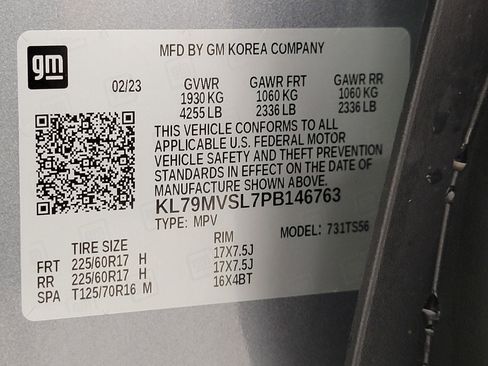 gm
MFD BY GM KOREA COMPANY
02/23 GVWR GAWR FRT GAWR RR
1930 KG 1060 KG 1060 KG
4255 LB 2336 LB 2336 LB
THIS VEHICLE CONFORMS TO ALL
APPLICABLE U.S. FEDERAL MOTOR
VEHICLE SAFETY AND THEFT PREVENTION
STANDARDS IN EFFECT ON THE DATE OF
MANUFACTURE SHOWN ABOVE.
KL79MVSL7PB146763
TYPE: MPV MODEL: 731TS56
TIRE SIZE RIM
FRT 225/60R17 H 17X7.5J
RR 225/60R17 H 17X7.5J
SPA T125/70R16 M 16X4BT